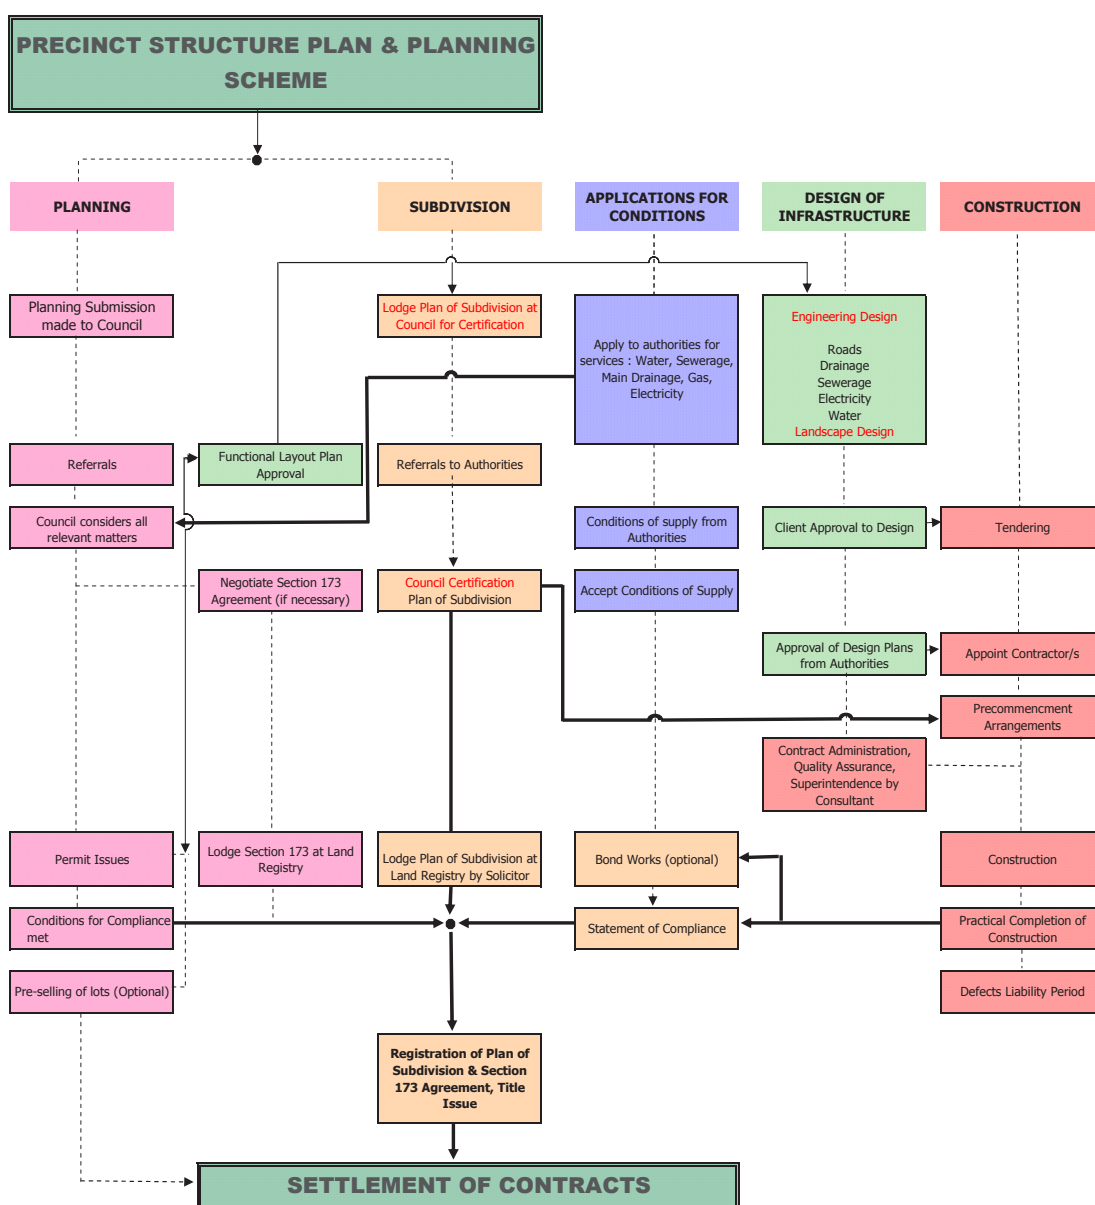 PRECINCT STRUCTURE PLAN & PLANNING
SCHEME
PLANNING
SUBDIVISION
APPLICATIONS FOR
CONDITIONS
DESIGN OF
INFRASTRUCTURE
CONSTRUCTION
Planning Submission
made to Council
Lodge Plan of Subdivision at
Council for Certification
Apply to authorities for
services : Water, Sewerage,
Main Drainage, Gas,
Electricity
Engineering Design
Roads
Drainage
Sewerage
Electricity
Water
Landscape Design
Referrals
Functional Layout Plan
Approval
Referrals to Authorities
Council considers all
relevant matters
Conditions of supply from
Authorities
Client Approval to Design
Tendering
Negotiate Section 173
Agreement (if necessary)
Council Certification
Plan of Subdivision
Accept Conditions of Supply
Approval of Design Plans
from Authorities
Appoint Contractor/s
Precommencment
Arrangements
Contract Administration,
Quality Assurance,
Superintendence by
Consultant
Permit Issues
Lodge Section 173 at Land
Registry
Lodge Plan of Subdivision at
Land Registry by Solicitor
Bond Works (optional)
Construction
Conditions for Compliance
met
Statement of Compliance
Practical Completion of
Construction
Pre-selling of lots (Optional)
Defects Liability Period
Registration of Plan of
Subdivision & Section
173 Agreement, Title
Issue
SETTLEMENT OF CONTRACTS